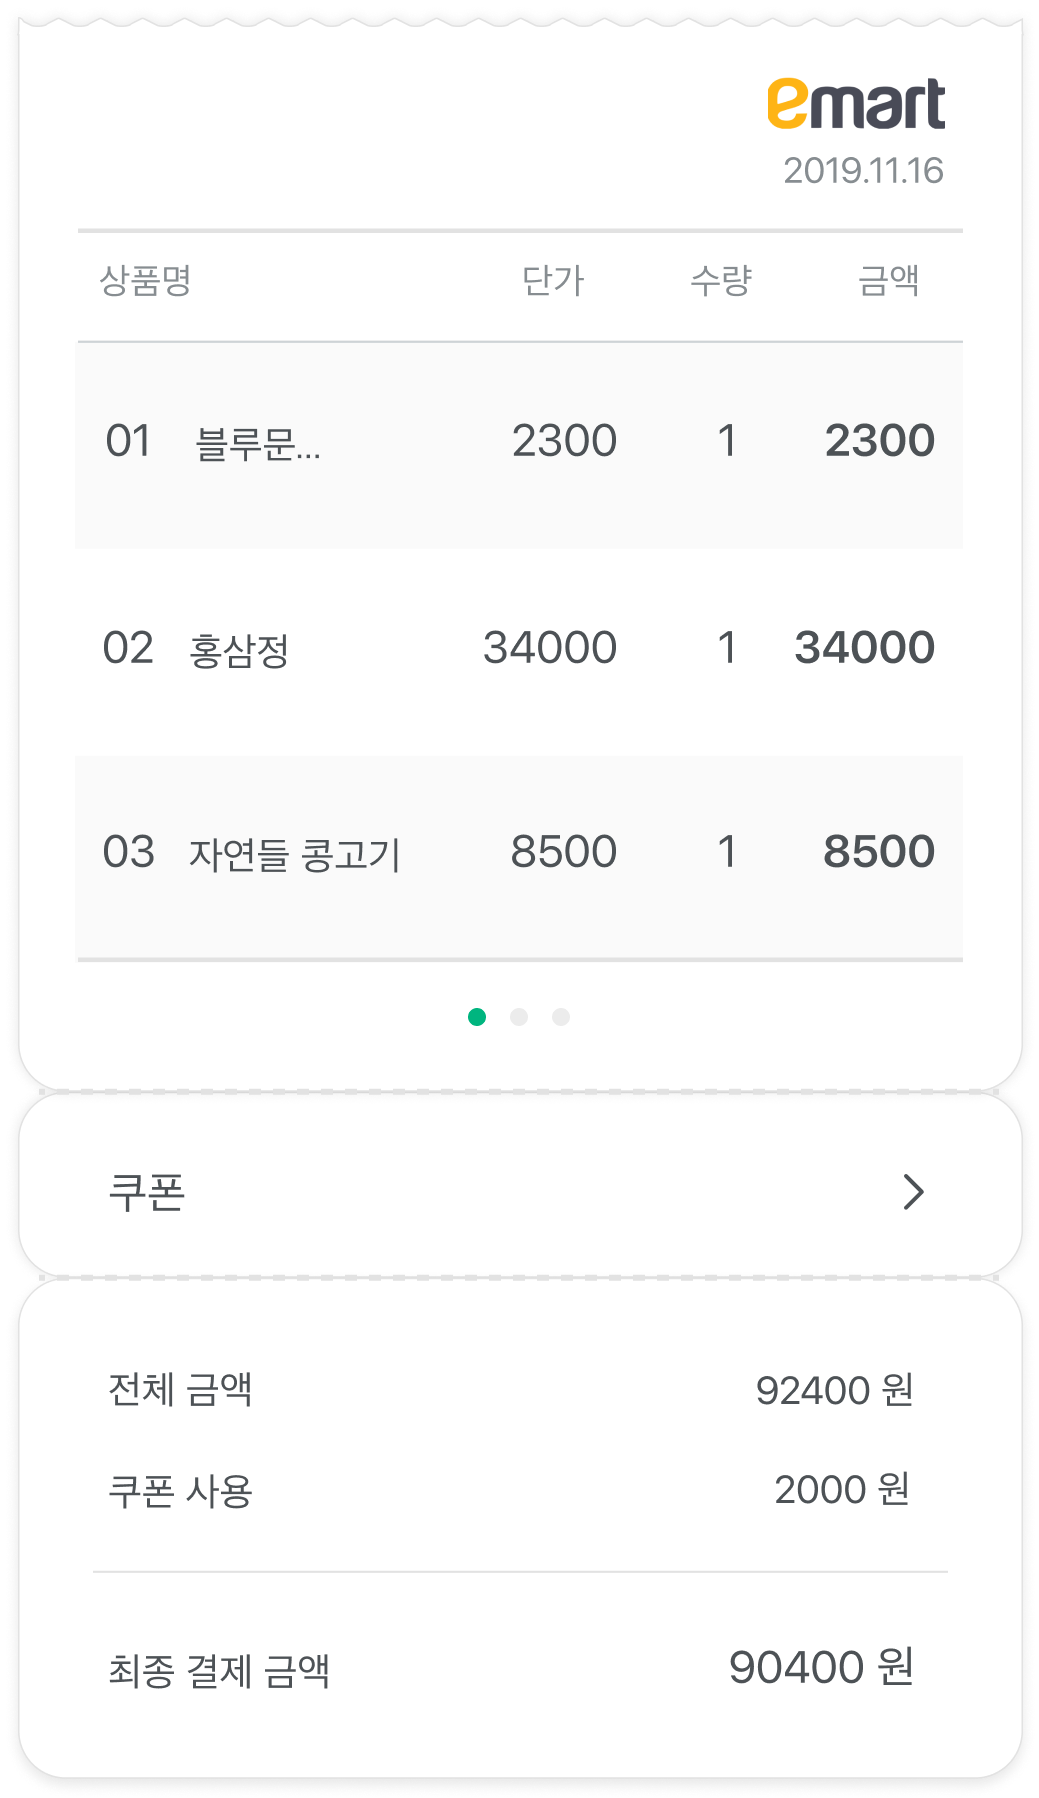 emart
2019.11.16
상품명 단가 수량 금액
01 블루문... 2300 1 2300
02 홍삼정 34000 1 34000
03 자연들 콩고기 8500 1 8500
쿠폰
전체 금액 92400 원
쿠폰 사용 2000 원
최종 결제 금액 90400 원